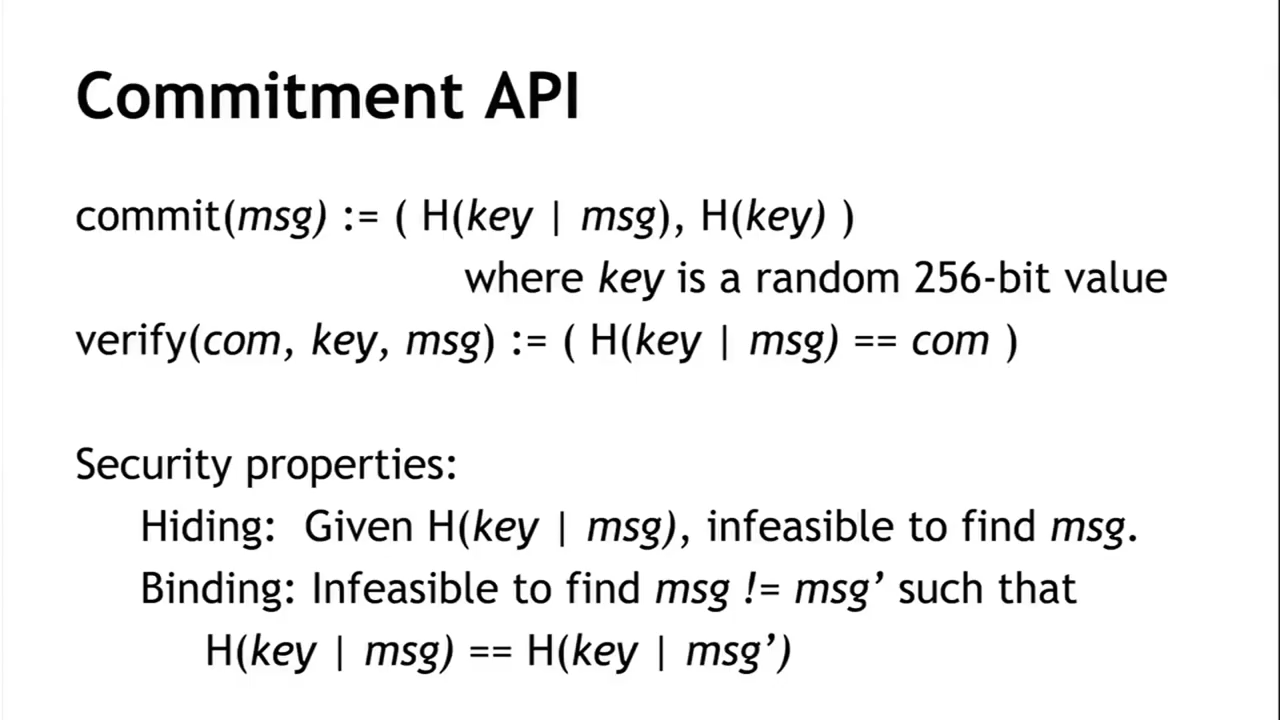 Commitment API
commit(msg) := ( H(key | msg), H(key) )
where key is a random 256-bit value
verify(com, key, msg) := ( H(key | msg) == com )
Security properties:
Hiding: Given H(key | msg), infeasible to find msg.
Binding: Infeasible to find msg != msg’ such that
H(key | msg) == H(key | msg’)